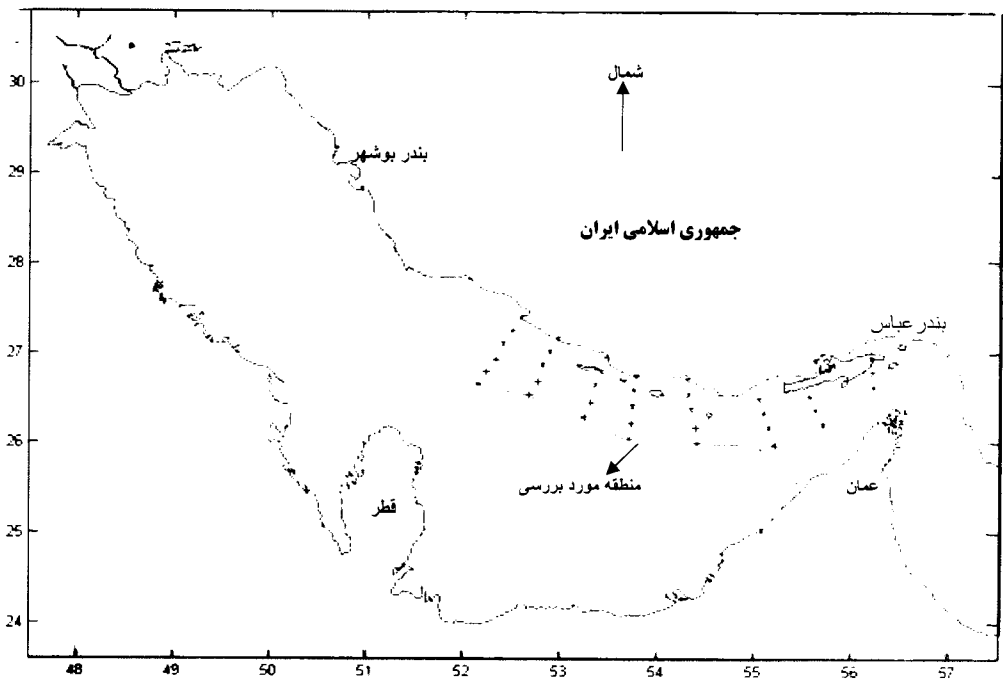 شمال
30
بندر بوشهر
29
جمهوری اسلامی ایران
28
بندر عباس
27
26
منطقه مورد بررسی
عمان
قطر
25
24
48 49 50 51 52 53 54 55 56 57